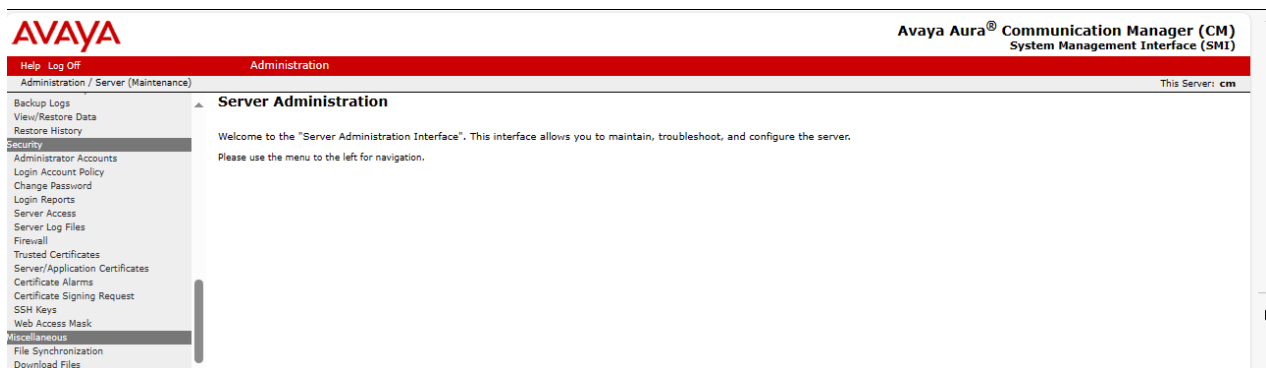 AVAYA
Avaya Aura® Communication Manager (CM)
System Management Interface (SMI)
Help Log Off
Administration
Administration / Server (Maintenance)
This Server: cm
Backup Logs
View/Restore Data
Restore History
Security
Administrator Accounts
Login Account Policy
Change Password
Login Reports
Server Access
Server Log Files
Firewall
Trusted Certificates
Server/Application Certificates
Certificate Alarms
Certificate Signing Request
SSH Keys
Web Access Mask
Miscellaneous
File Synchronization
Download Files
Server Administration
Welcome to the "Server Administration Interface". This interface allows you to maintain, troubleshoot, and configure the server.
Please use the menu to the left for navigation.